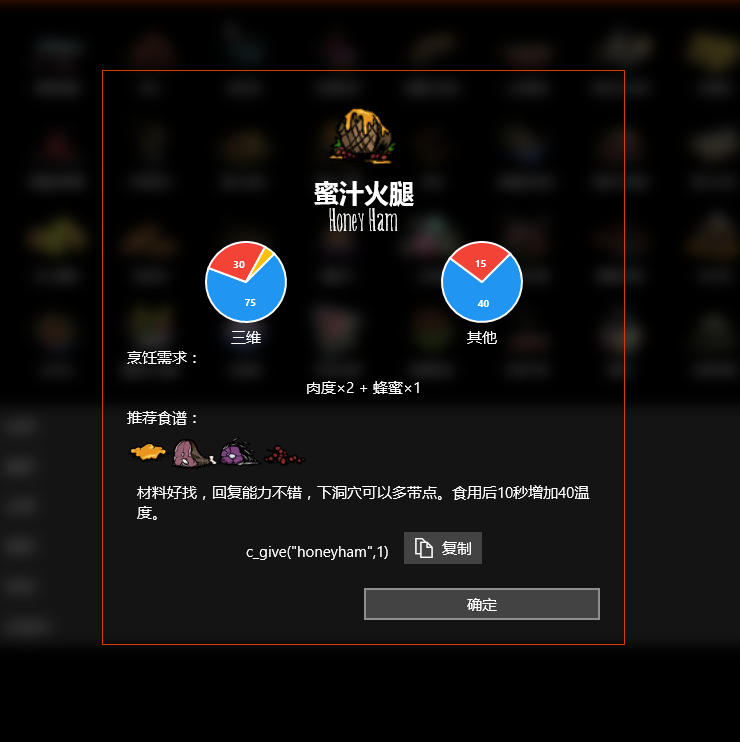 蜜汁火腿
Honey Ham
30
75
15
40
三维
其他
烹饪需求：
肉度×2 + 蜂蜜×1
推荐食谱：
材料好找，回复能力不错，下洞穴可以多带点。食用后10秒增加40温
度。
c_give("honeyham",1)
复制
确定